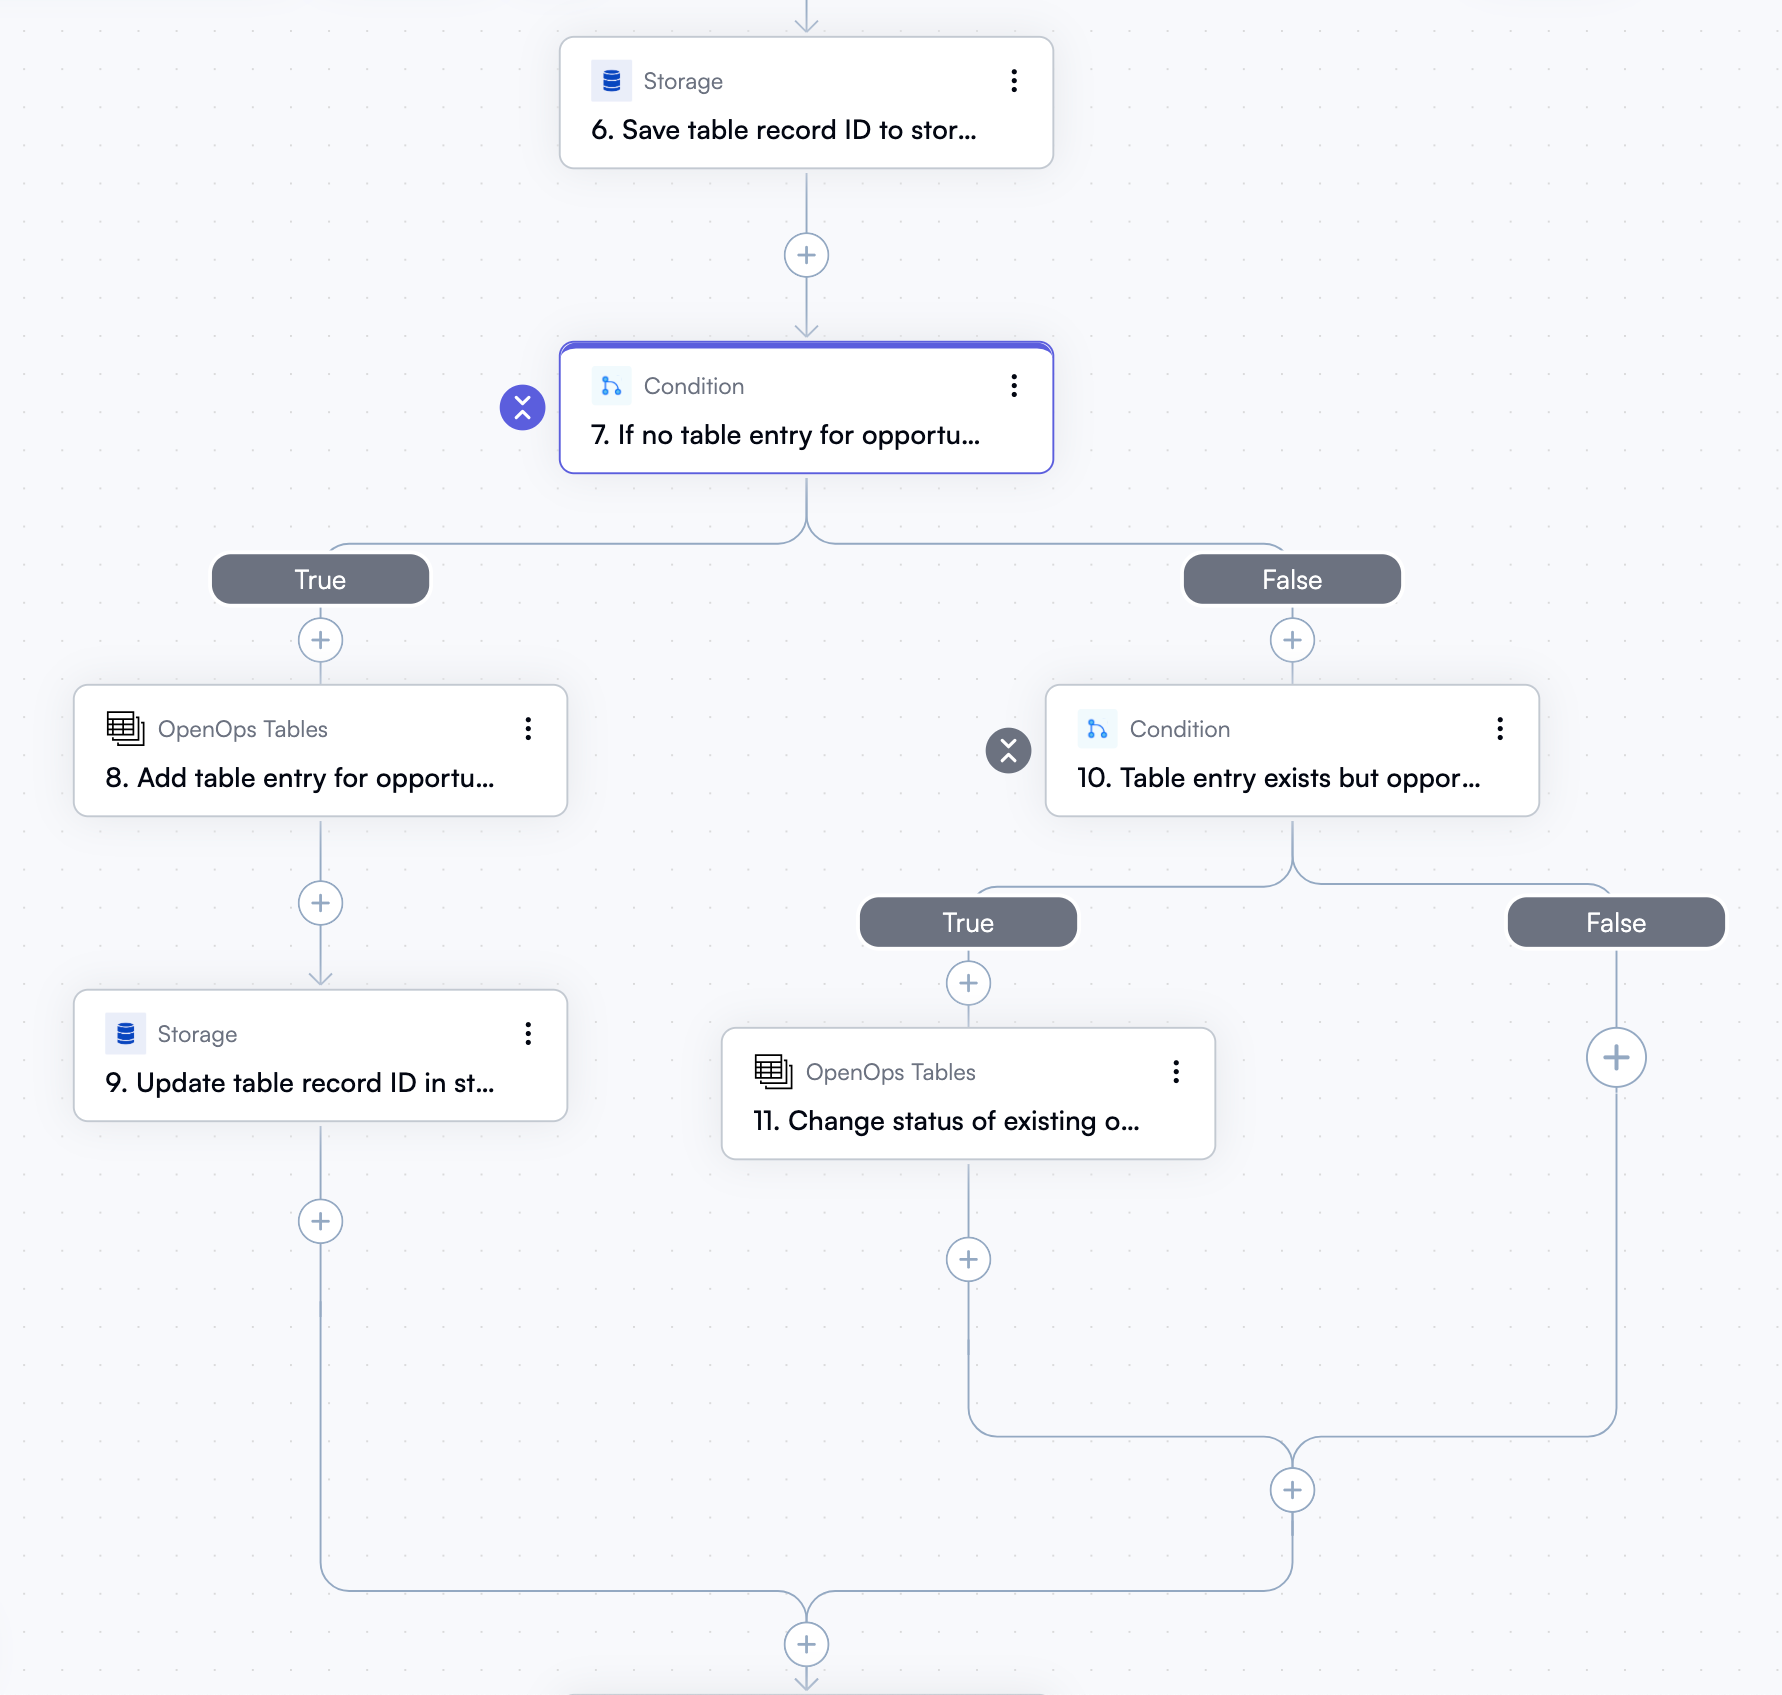 Storage
6. Save table record ID to stor...
Condition
7. If no table entry for opportu...
True
False
OpenOps Tables
8. Add table entry for opportu...
Condition
10. Table entry exists but oppor...
True
False
Storage
9. Update table record ID in st...
OpenOps Tables
11. Change status of existing o...